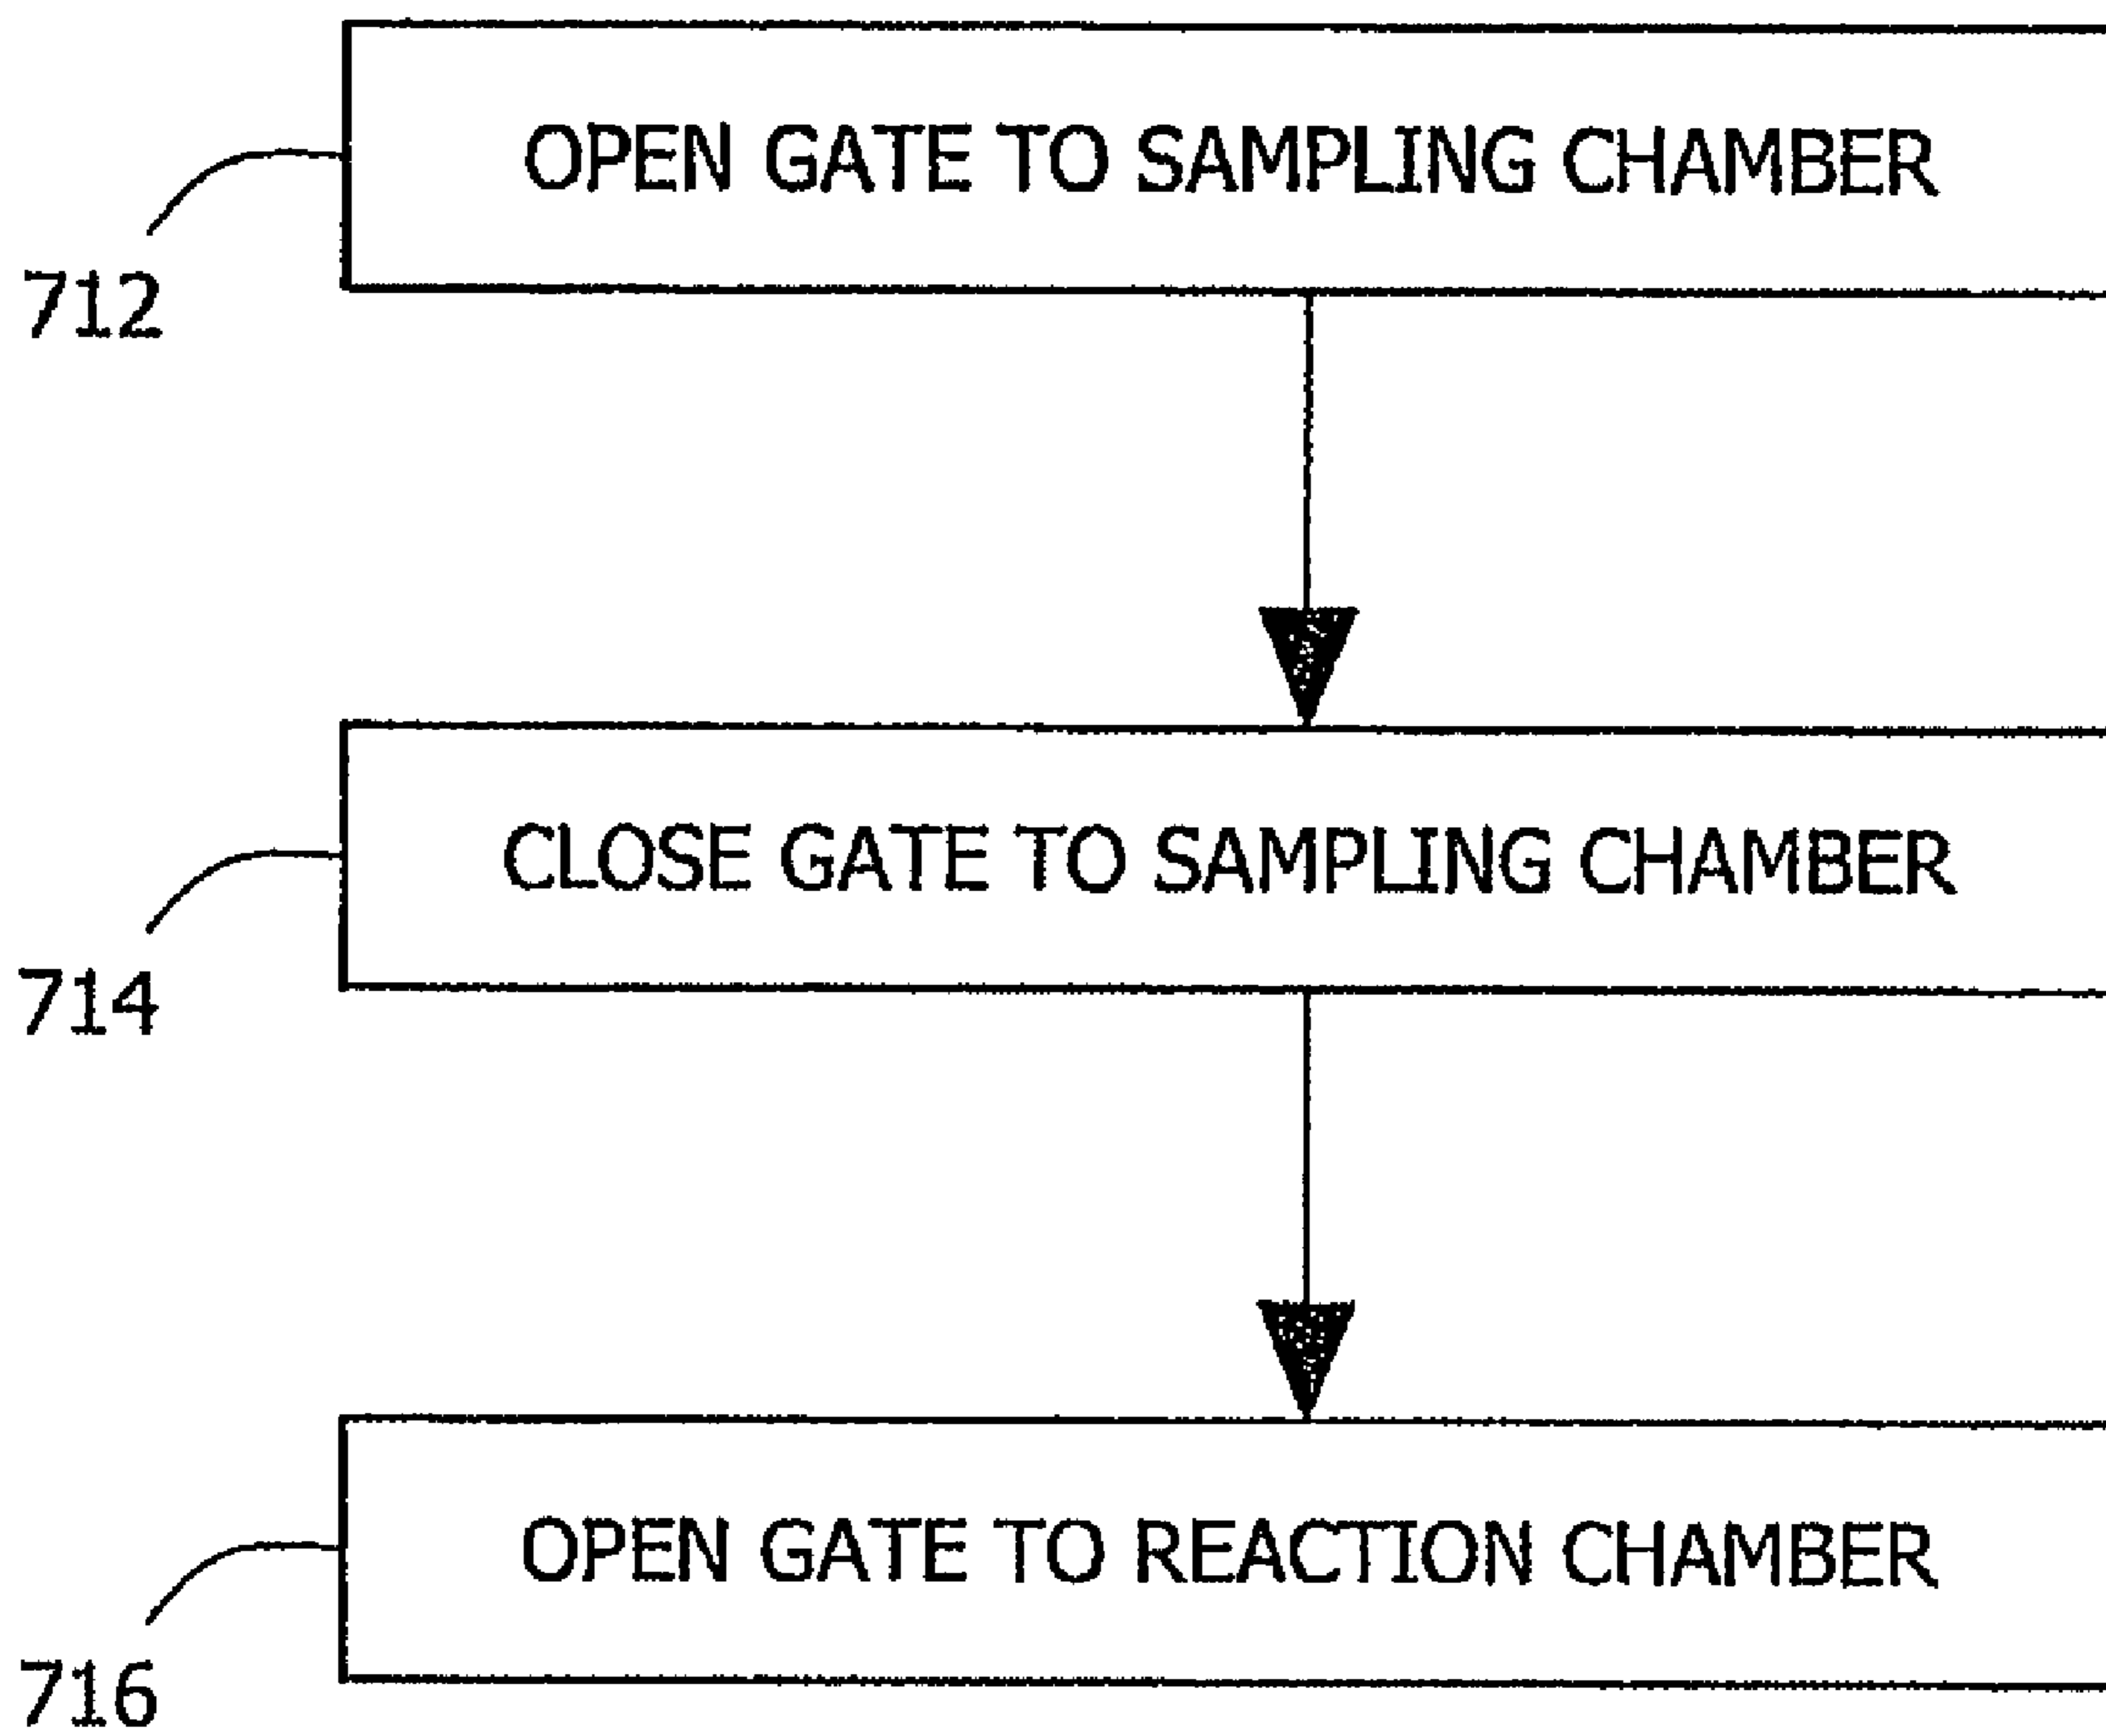 OPEN GATE TO SAMPLING CHAMBER
712
CLOSE GATE TO SAMPLING CHAMBER
714
OPEN GATE TO REACTION CHAMBER
716